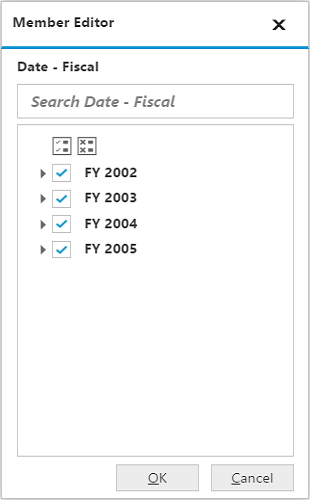 Member Editor
Date - Fiscal
Search Date - Fiscal
FY 2002
FY 2003
FY 2004
FY 2005
OK Cancel